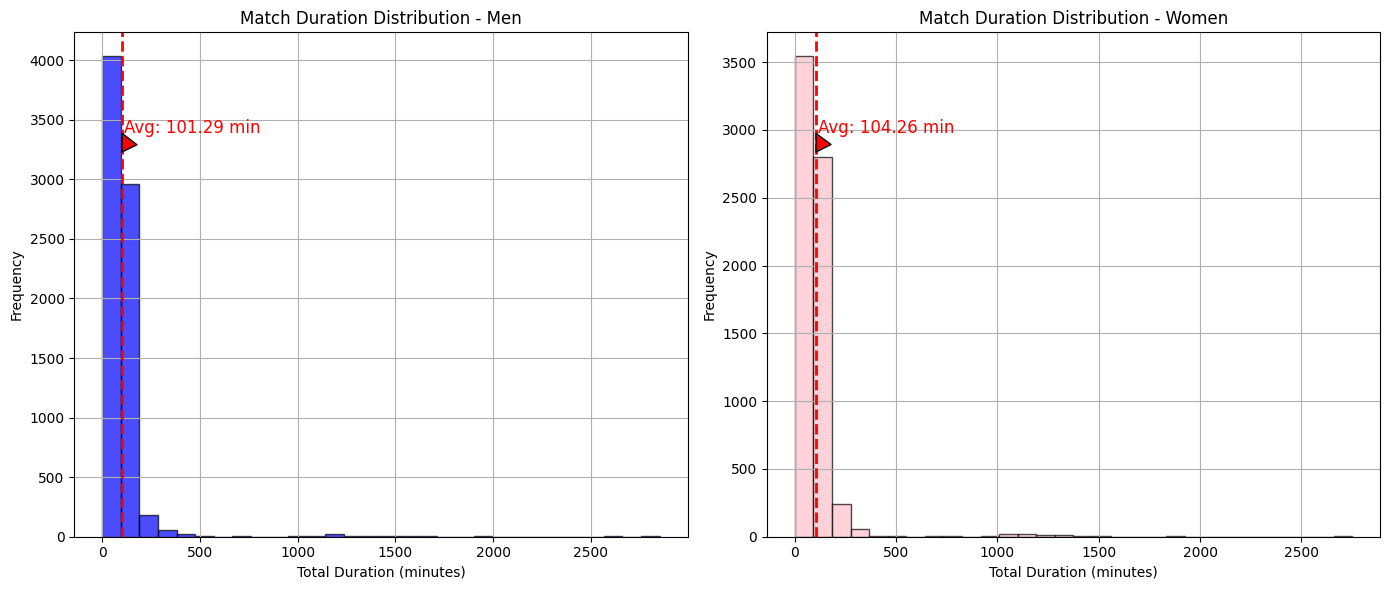 Match Duration Distribution - Men
4000
3500
3000
2500
2000
1500
1000
500
0
Frequency
Avg: 101.29 min
0 500 1000 1500 2000 2500
Total Duration (minutes)
Match Duration Distribution - Women
3500
3000
2500
2000
1500
1000
500
0
Frequency
Avg: 104.26 min
0 500 1000 1500 2000 2500
Total Duration (minutes)